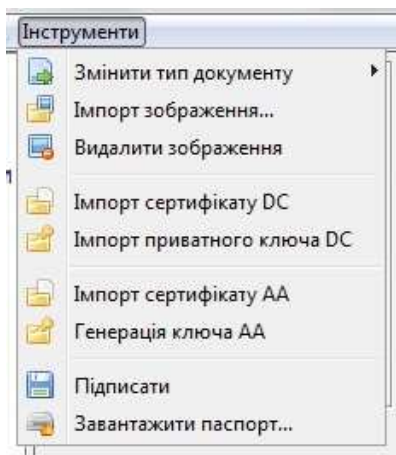 Інструменти
Змінити тип документу
Імпорт зображення...
Видалити зображення
Імпорт сертифікату DC
Імпорт приватного ключа DC
Імпорт сертифікату AA
Генерація ключа AA
Підписати
Завантажити паспорт...